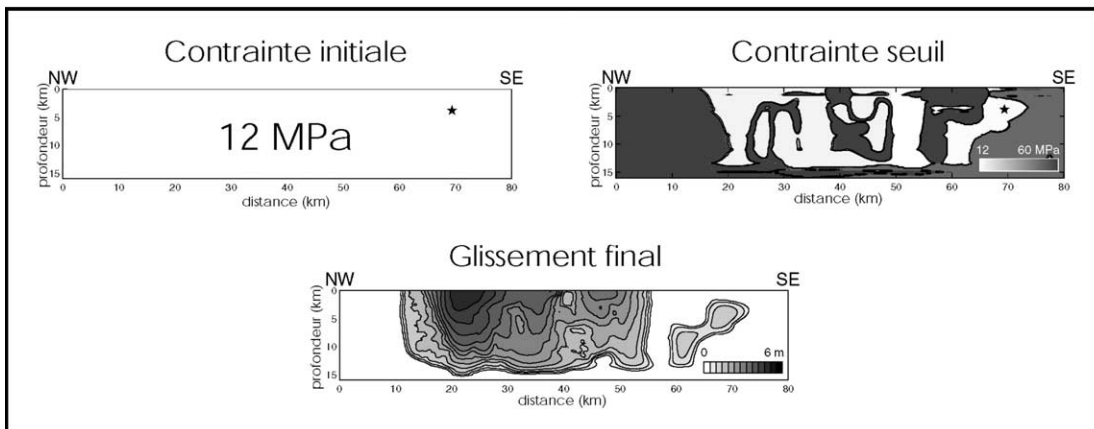 Contrainte initiale
NW SE
profondeur (km)
0
5
10
15
12 MPa
0 10 20 30 40 50 60 70 80
distance (km)
Contrainte seuil
NW SE
profondeur (km)
0
5
10
15
12 60 MPa
0 10 20 30 40 50 60 70 80
distance (km)
Glissement final
NW SE
profondeur (km)
0
5
10
15
0 6 m
0 10 20 30 40 50 60 70 80
distance (km)